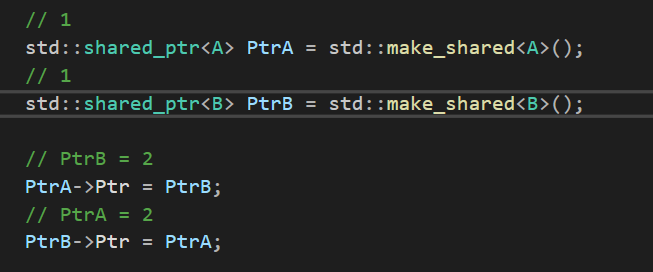 // 1
std::shared_ptr<A> PtrA = std::make_shared<A>();
// 1
std::shared_ptr<B> PtrB = std::make_shared<B>();
// PtrB = 2
PtrA->Ptr = PtrB;
// PtrA = 2
PtrB->Ptr = PtrA;